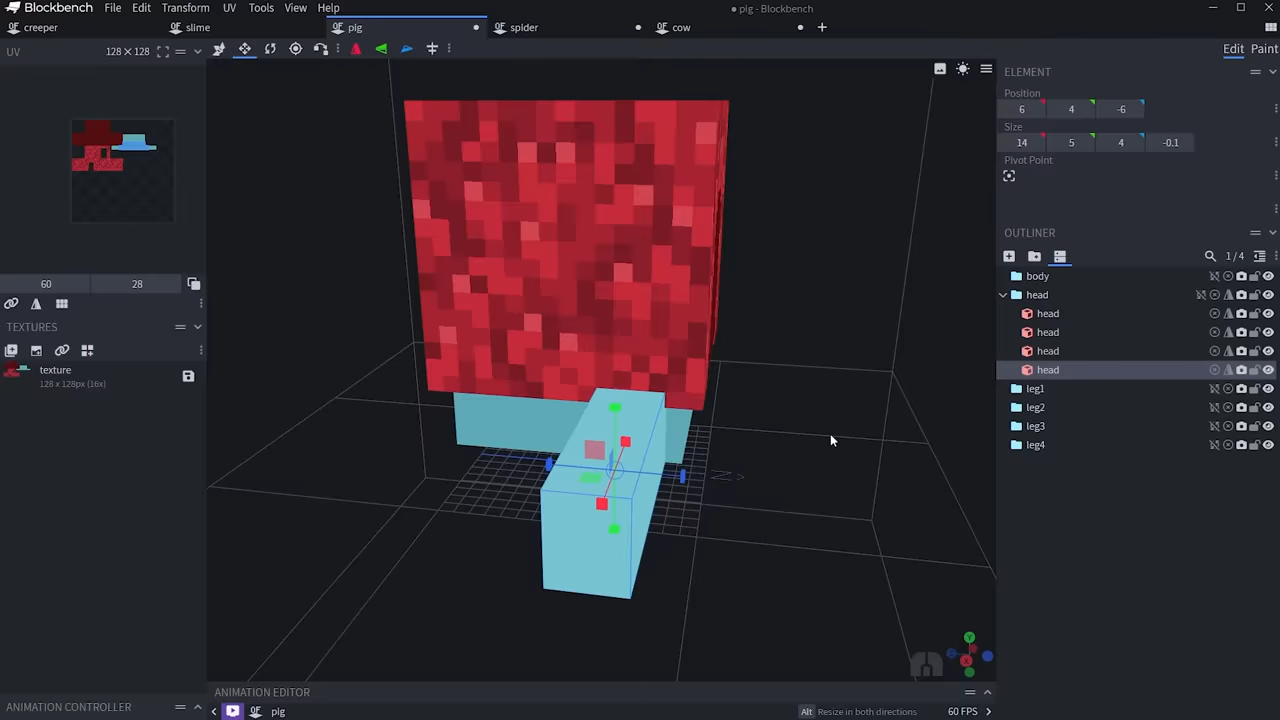 Blockbench File Edit Transform UV Tools View Help
● pig - Blockbench
creeper slime pig spider cow
UV 128 × 128
Edit Paint
60 28
TEXTURES
texture
128 x 128px (16x)
ELEMENT
Position
6 4 -6
Size
14 5 4 -0.1
Pivot Point
OUTLINER
1 / 4
body
head
head
head
head
head
leg1
leg2
leg3
leg4
N
ANIMATION CONTROLLER
ANIMATION EDITOR
pig
Alt Resize in both directions 60 FPS